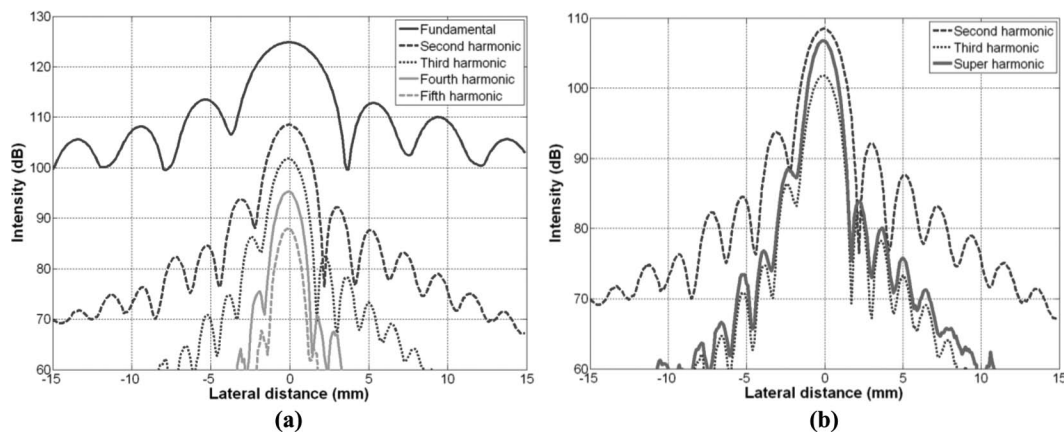 130
120
110
100
90
80
70
60
Intensity (dB)
Fundamental
Second harmonic
Third harmonic
Fourth harmonic
Fifth harmonic
-15
-10
-5
0
5
10
15
Lateral distance (mm)
(a)
110
100
90
80
70
60
Intensity (dB)
Second harmonic
Third harmonic
Super harmonic
-15
-10
-5
0
5
10
15
Lateral distance (mm)
(b)